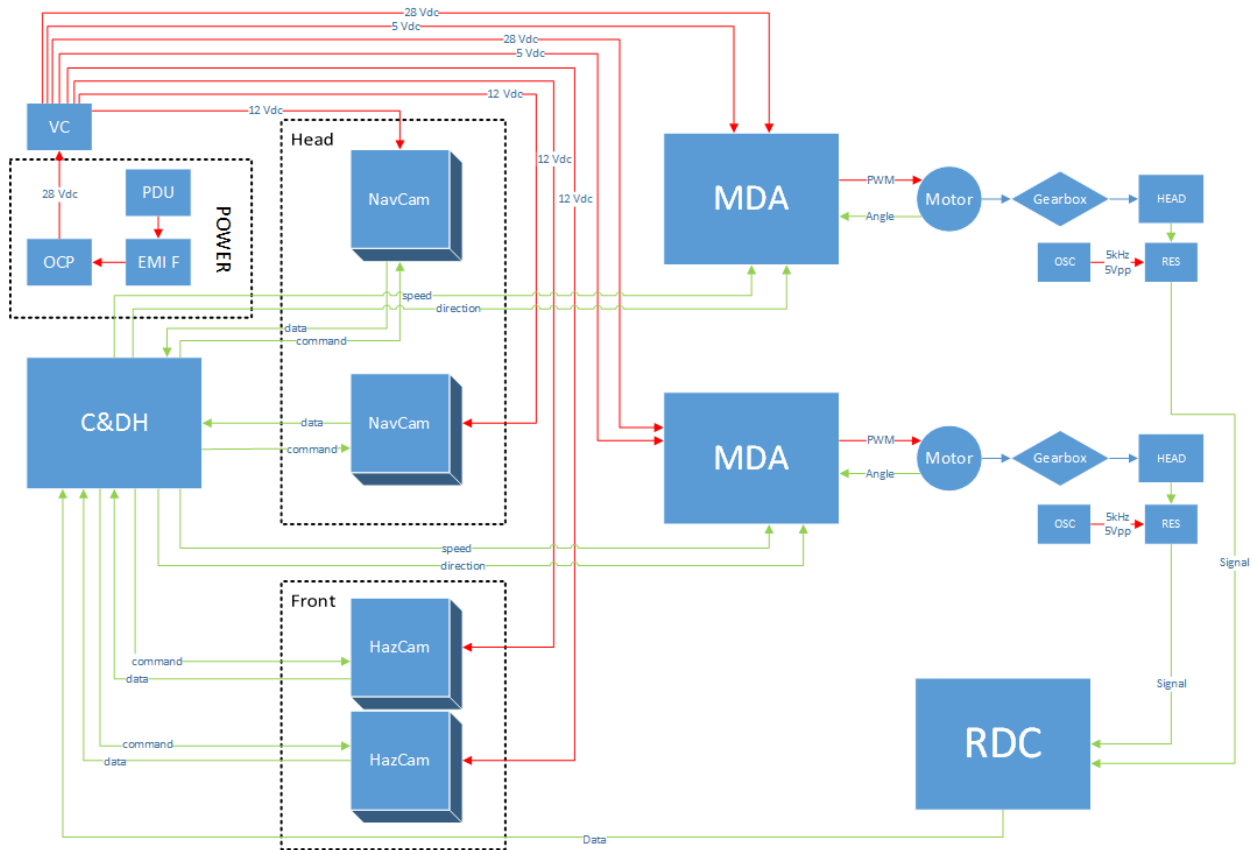 28 Vdc
5 Vdc
28 Vdc
5 Vdc
12 Vdc
12 Vdc
12 Vdc
12 Vdc
VC
POWER
28 Vdc
PDU
OCP
EMI F
Head
NavCam
NavCam
MDA
PWM
Angle
Motor
Gearbox
HEAD
OSC
5kHz
5Vpp
RES
speed
direction
data
command
C&DH
data
command
MDA
PWM
Angle
Motor
Gearbox
HEAD
OSC
5kHz
5Vpp
RES
speed
direction
Signal
Front
HazCam
command
data
HazCam
command
data
Signal
RDC
Data